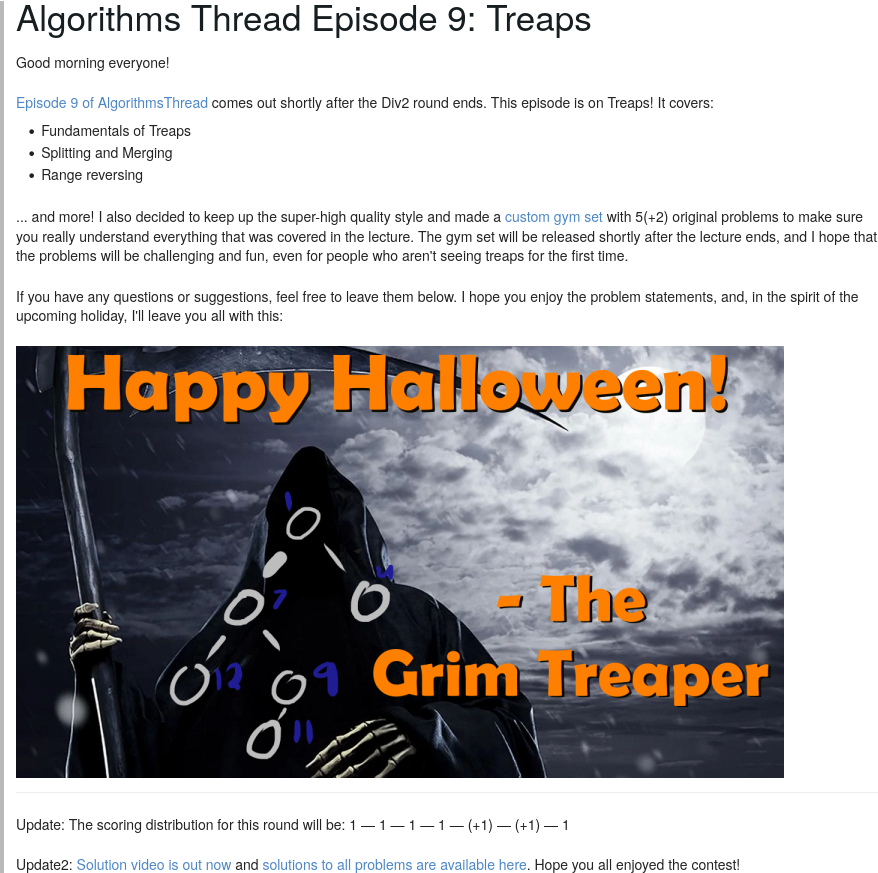 Algorithms Thread Episode 9: Treaps
Good morning everyone!
Episode 9 of AlgorithmsThread comes out shortly after the Div2 round ends. This episode is on Treaps! It covers:
• Fundamentals of Treaps
• Splitting and Merging
• Range reversing
... and more! I also decided to keep up the super-high quality style and made a custom gym set with 5(+2) original problems to make sure
you really understand everything that was covered in the lecture. The gym set will be released shortly after the lecture ends, and I hope that
the problems will be challenging and fun, even for people who aren't seeing treaps for the first time.
If you have any questions or suggestions, feel free to leave them below. I hope you enjoy the problem statements, and, in the spirit of the
upcoming holiday, I'll leave you all with this:
Happy Halloween!
1
4
7
12
9
11
- The
Grim Treaper
Update: The scoring distribution for this round will be: 1 — 1 — 1 — 1 — (+1) — (+1) — 1
Update2: Solution video is out now and solutions to all problems are available here. Hope you all enjoyed the contest!